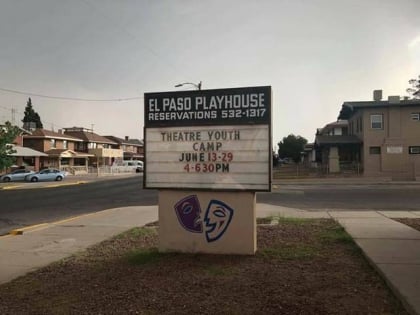 EL PASO PLAYHOUSE
RESERVATIONS 532-1317
THEATRE YOUTH
CAMP
JUNE 13-29
4-630PM